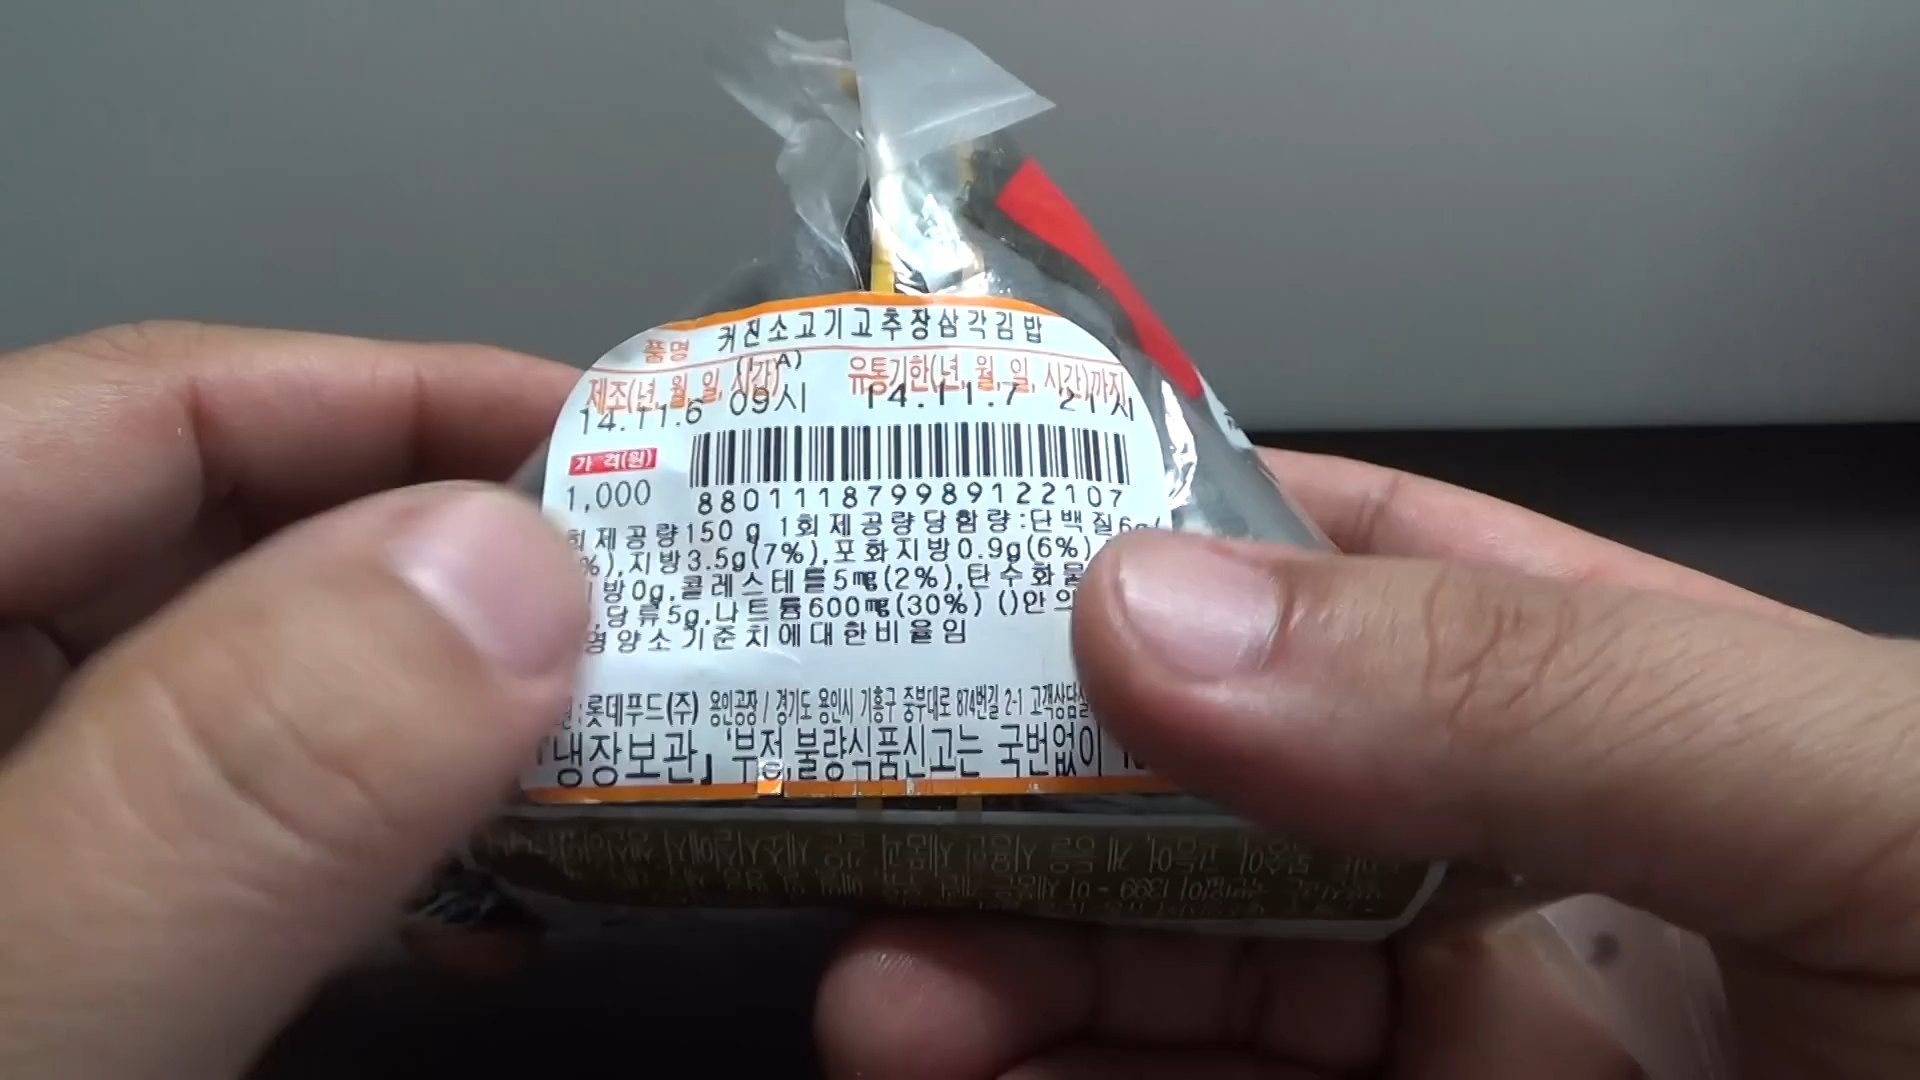 품명 커진소고기고추장삼각김밥
제조(년, 월, 일, 시간) 유통기한(년, 월, 일, 시간)까지
14.11.6 09시 14.11.7 21시
가격(원)
1,000
880111879989122107
회제공량150g 1회제공량당함량:단백질6g(
%),지방3.5g(7%),포화지방0.9g(6%)
방0g,콜레스테롤5mg(2%),탄수화물
,당류5g,나트륨600mg(30%) ()안의
영양소기준치에대한비율임
:롯데푸드(주) 용인공장 / 경기도 용인시 기흥구 중부대로 874번길 2-1 고객상담실
『냉장보관』 '부정,불량식품신고는 국번없이